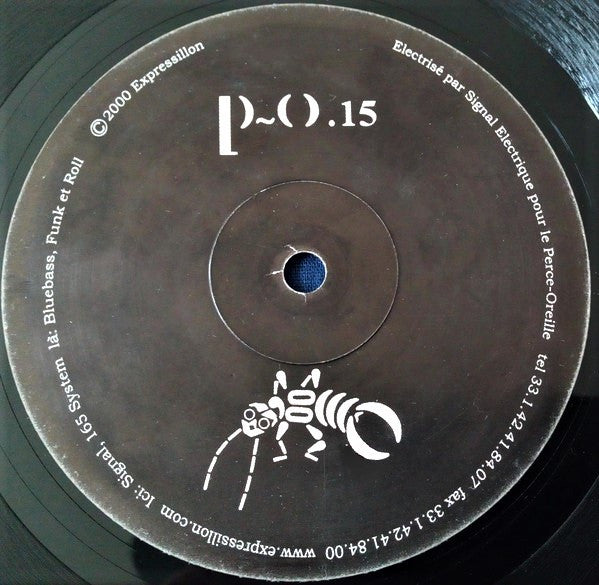 p~o.15
©2000 Expressillon
Electrisé par Signal Electrique pour le Perce-Oreille tel 33.1.42.41.84.07 fax 33.1.42.41.84.00 www.expressillon.com Ici: Signal, 165 System là: Bluebass, Funk et Roll